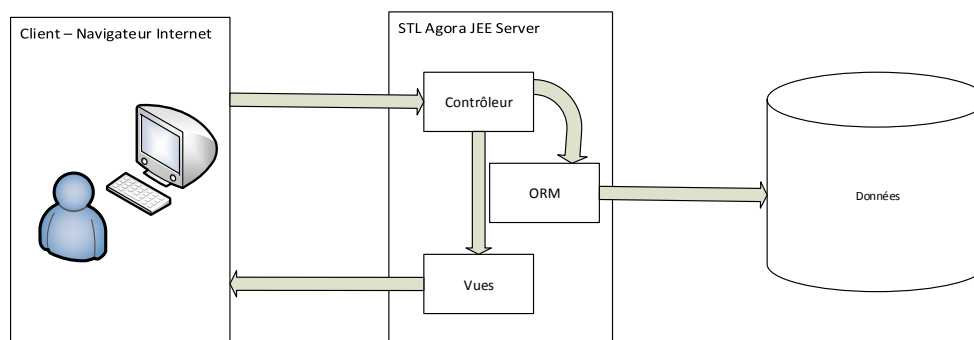 Client – Navigateur Internet
STL Agora JEE Server
Contrôleur
ORM
Données
Vues